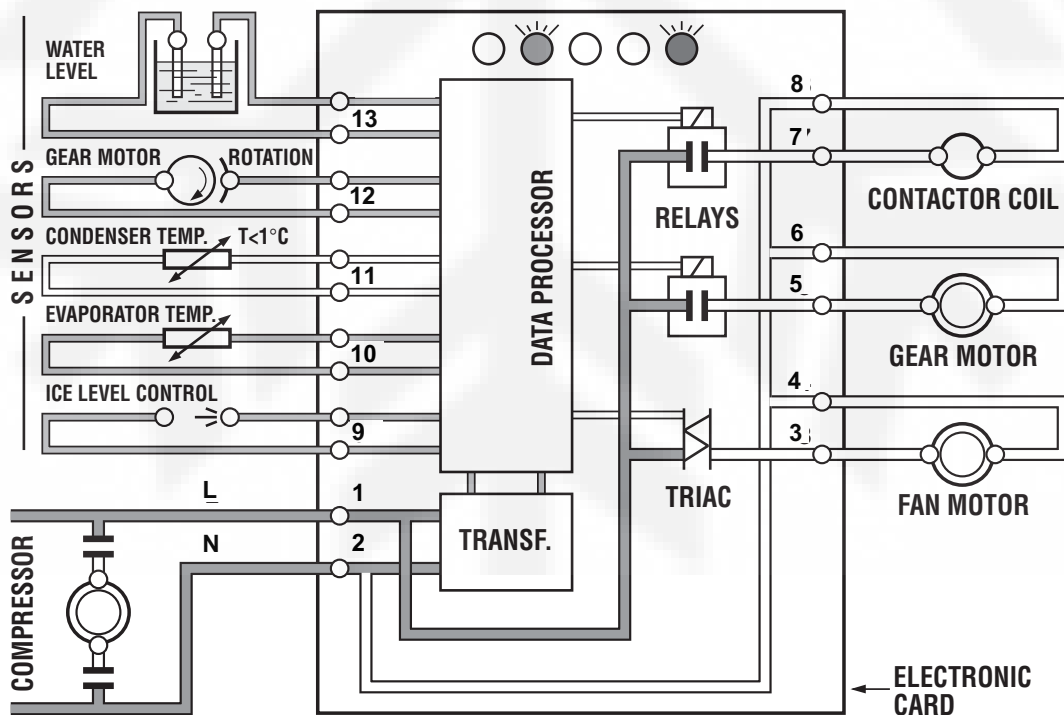 SENSORS
WATER
LEVEL
13
GEAR MOTOR ROTATION
12
CONDENSER TEMP. T<1°C
11
EVAPORATOR TEMP.
10
ICE LEVEL CONTROL
9
L
1
N
2
COMPRESSOR
DATA PROCESSOR
TRANSF.
RELAYS
TRIAC
8
7
CONTACTOR COIL
6
5
GEAR MOTOR
4
3
FAN MOTOR
ELECTRONIC
CARD